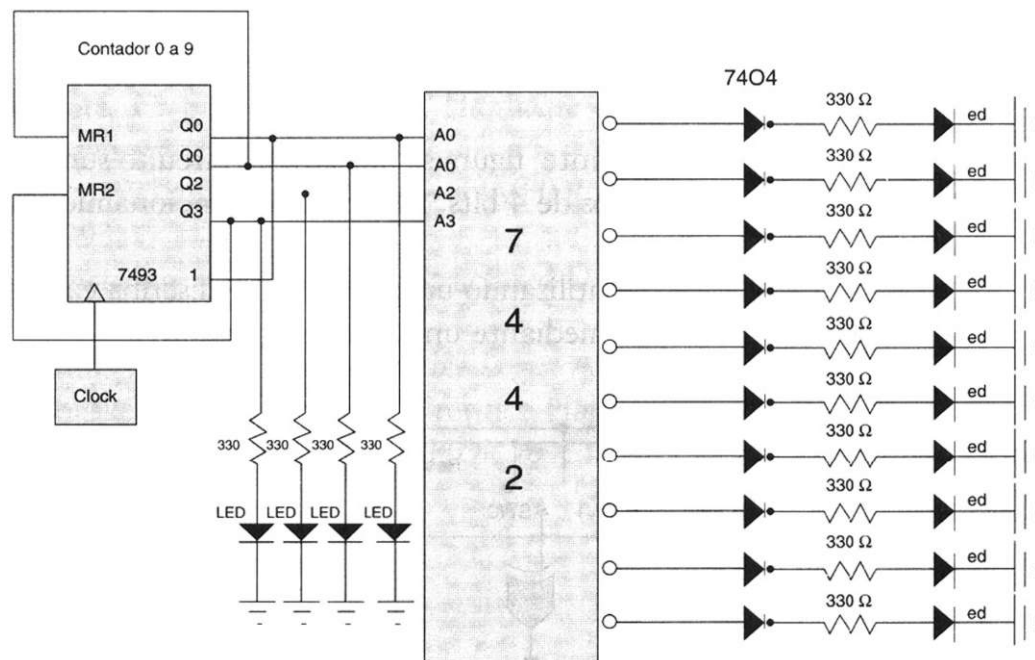 Contador 0 a 9
MR1
Q0
Q0
MR2
Q2
Q3
7493
1
Clock
A0
A0
A2
A3
7
4
4
2
330
330
330
330
LED
LED
LED
LED
74O4
330 Ω
ed
330 Ω
ed
330 Ω
ed
330 Ω
ed
330 Ω
ed
330 Ω
ed
330 Ω
ed
330 Ω
ed
330 Ω
ed
330 Ω
ed